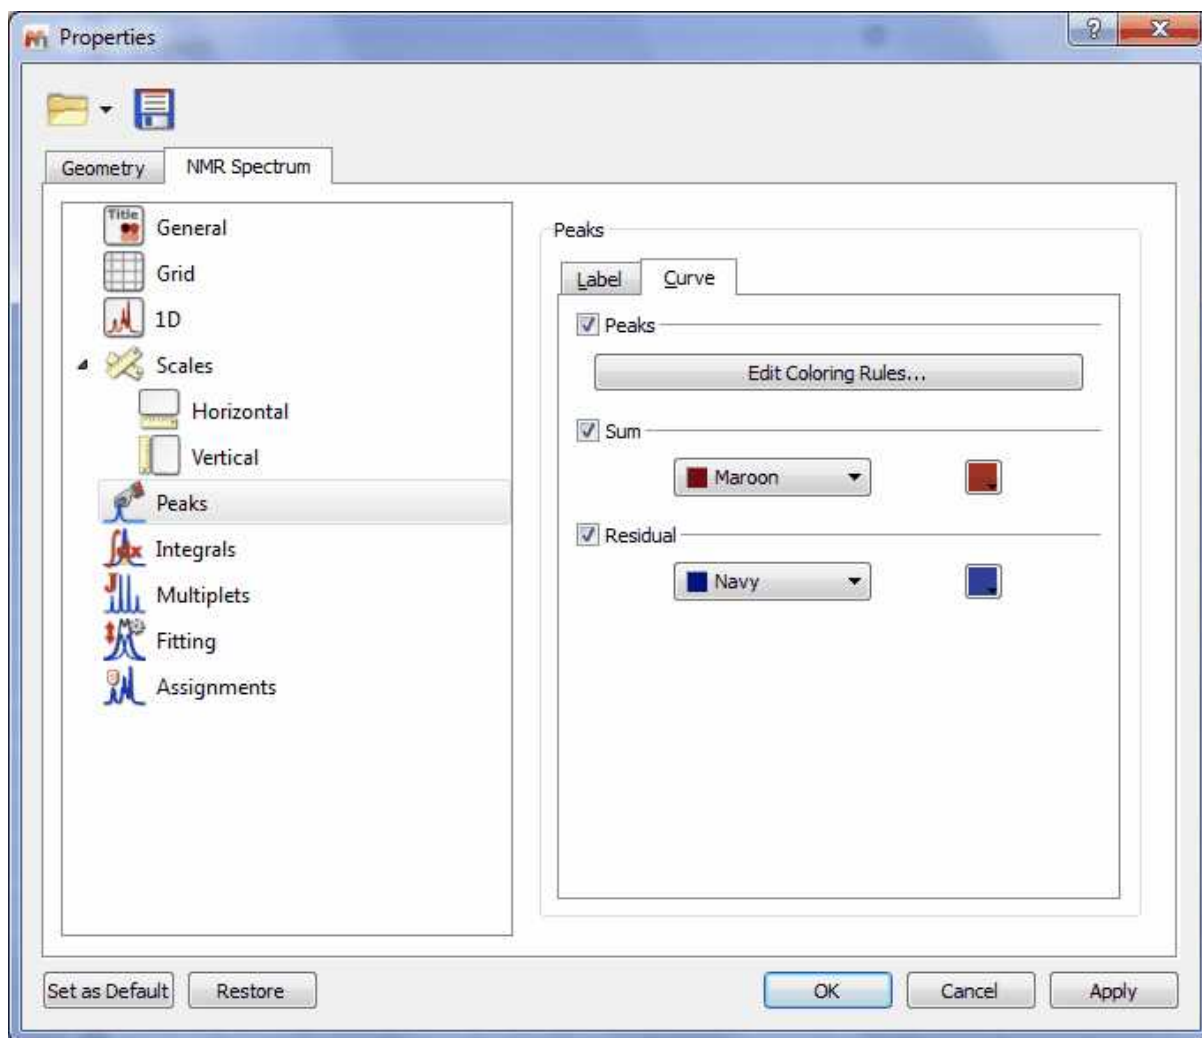 Properties
Geometry
NMR Spectrum
Title
General
Grid
1D
Scales
Horizontal
Vertical
Peaks
Integrals
Multiplets
Fitting
Assignments
Peaks
Label
Curve
Peaks
Edit Coloring Rules...
Sum
Maroon
Residual
Navy
Set as Default
Restore
OK
Cancel
Apply